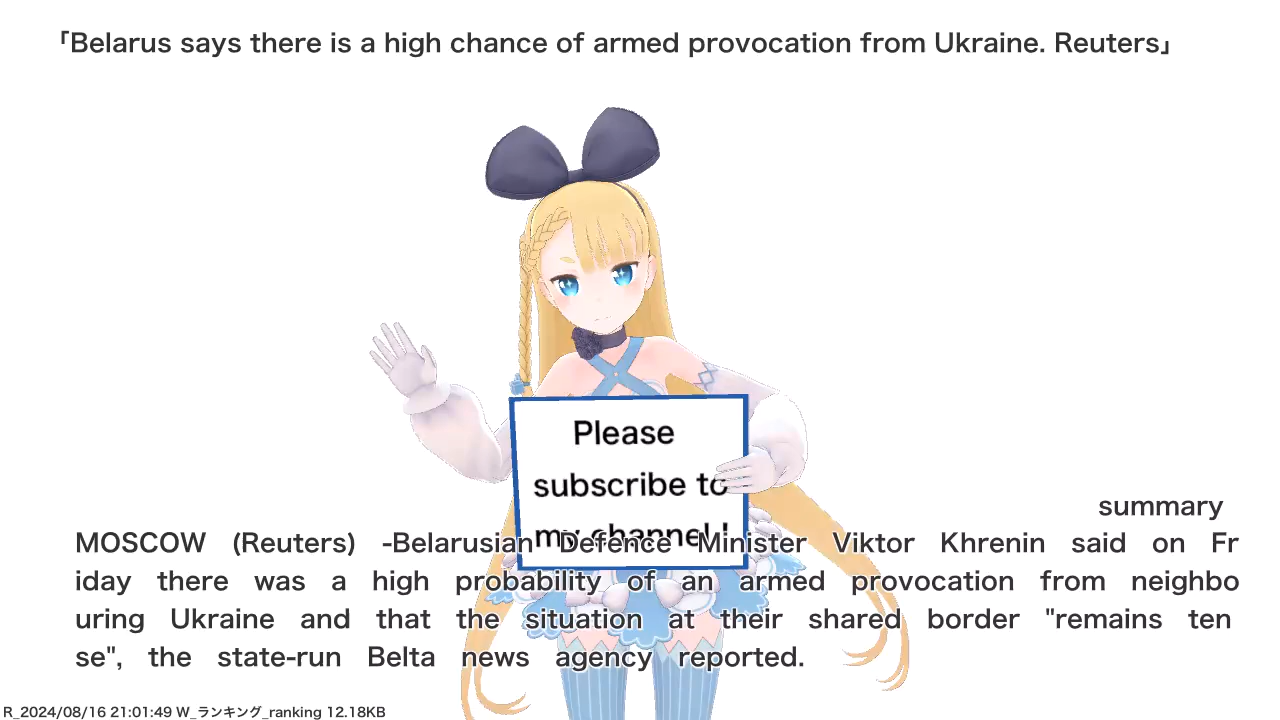 「Belarus says there is a high chance of armed provocation from Ukraine. Reuters」
Please
subscribe to
my channel!
summary
MOSCOW (Reuters) -Belarusian Defence Minister Viktor Khrenin said on Fr
iday there was a high probability of an armed provocation from neighbo
uring Ukraine and that the situation at their shared border "remains ten
se", the state-run Belta news agency reported.
R_2024/08/16 21:01:49 W_ランキング_ranking 12.18KB